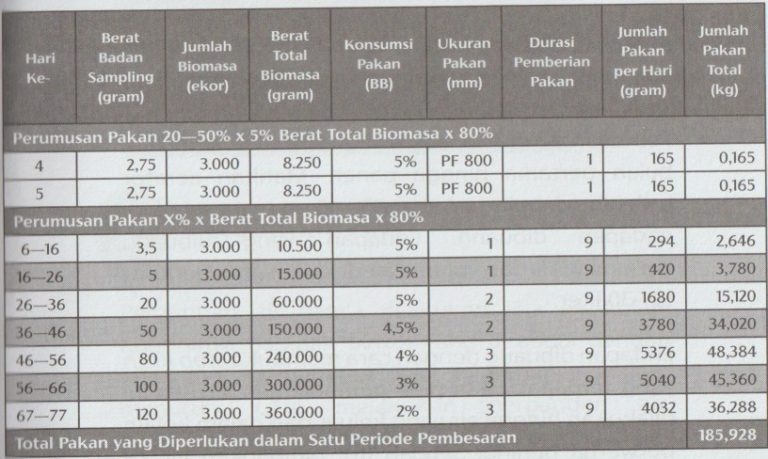 Hari Ke- | Berat Badan Sampling (gram) | Jumlah Biomasa (ekor) | Berat Total Biomasa (gram) | Konsumsi Pakan (BB) | Ukuran Pakan (mm) | Durasi Pemberian Pakan | Jumlah Pakan per Hari (gram) | Jumlah Pakan Total (kg)
Perumusan Pakan 20—50% x 5% Berat Total Biomasa x 80%
4 | 2,75 | 3.000 | 8.250 | 5% | PF 800 | 1 | 165 | 0,165
5 | 2,75 | 3.000 | 8.250 | 5% | PF 800 | 1 | 165 | 0,165
Perumusan Pakan X% x Berat Total Biomasa x 80%
6—16 | 3,5 | 3.000 | 10.500 | 5% | 1 | 9 | 294 | 2,646
16—26 | 5 | 3.000 | 15.000 | 5% | 1 | 9 | 420 | 3,780
26—36 | 20 | 3.000 | 60.000 | 5% | 2 | 9 | 1680 | 15,120
36—46 | 50 | 3.000 | 150.000 | 4,5% | 2 | 9 | 3780 | 34,020
46—56 | 80 | 3.000 | 240.000 | 4% | 3 | 9 | 5376 | 48,384
56—66 | 100 | 3.000 | 300.000 | 3% | 3 | 9 | 5040 | 45,360
67—77 | 120 | 3.000 | 360.000 | 2% | 3 | 9 | 4032 | 36,288
Total Pakan yang Diperlukan dalam Satu Periode Pembesaran | 185,928